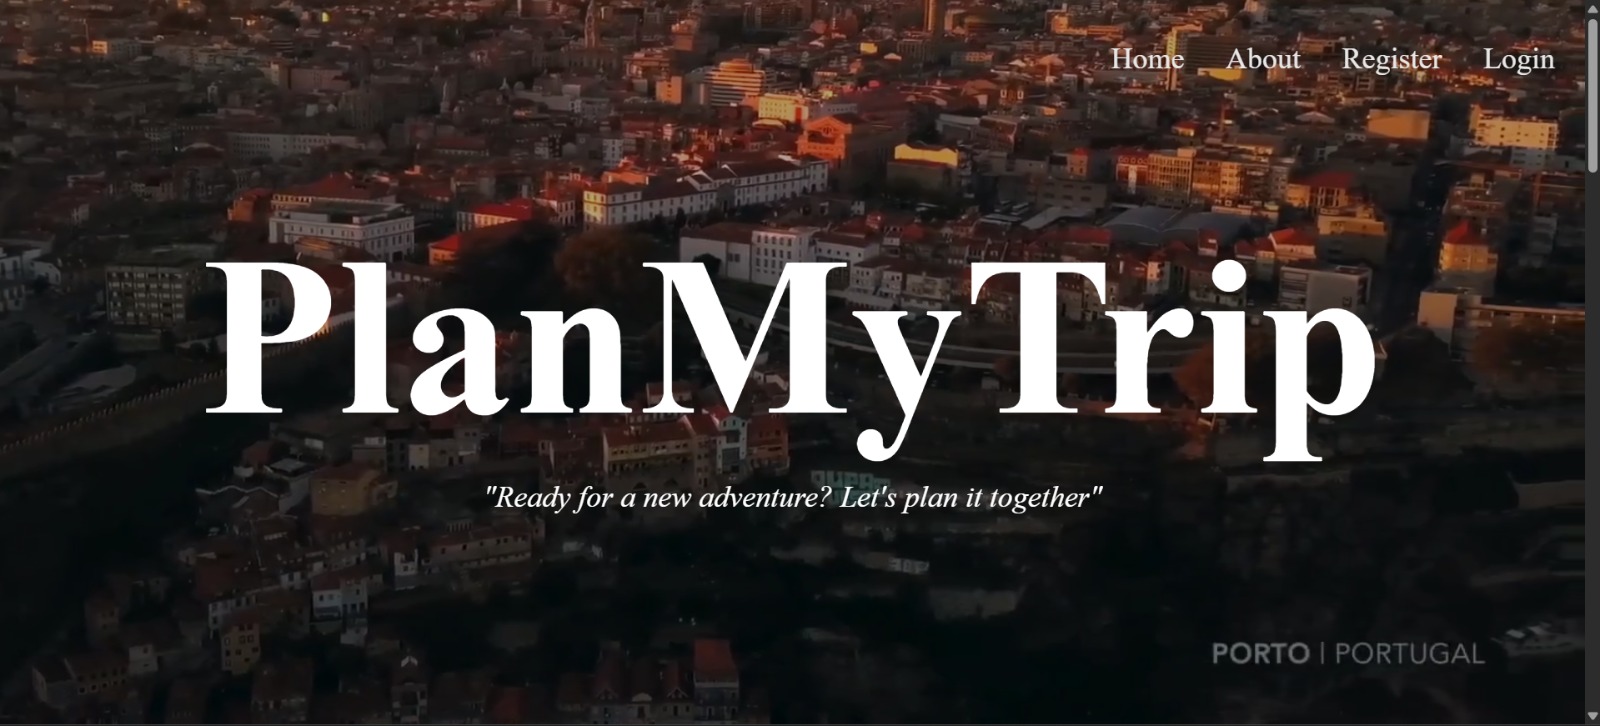 Home About Register Login
PlanMyTrip
"Ready for a new adventure? Let's plan it together"
PORTO | PORTUGAL